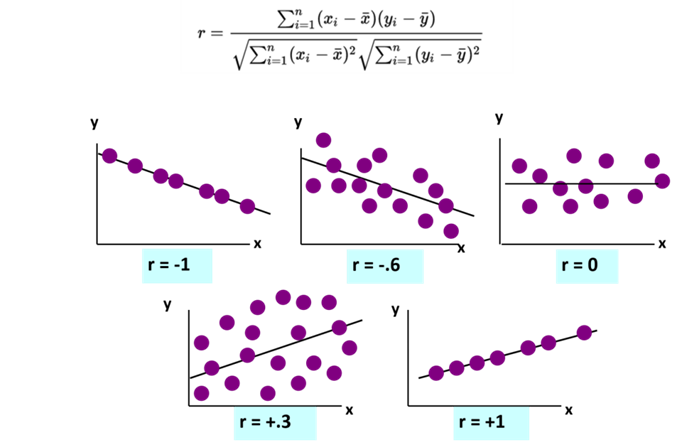 r = \frac{\sum_{i=1}^{n}(x_i - \bar{x})(y_i - \bar{y})}{\sqrt{\sum_{i=1}^{n}(x_i - \bar{x})^2}\sqrt{\sum_{i=1}^{n}(y_i - \bar{y})^2}}
y
y
y
x
x
x
r = -1
r = -.6
r = 0
y
y
x
x
r = +.3
r = +1